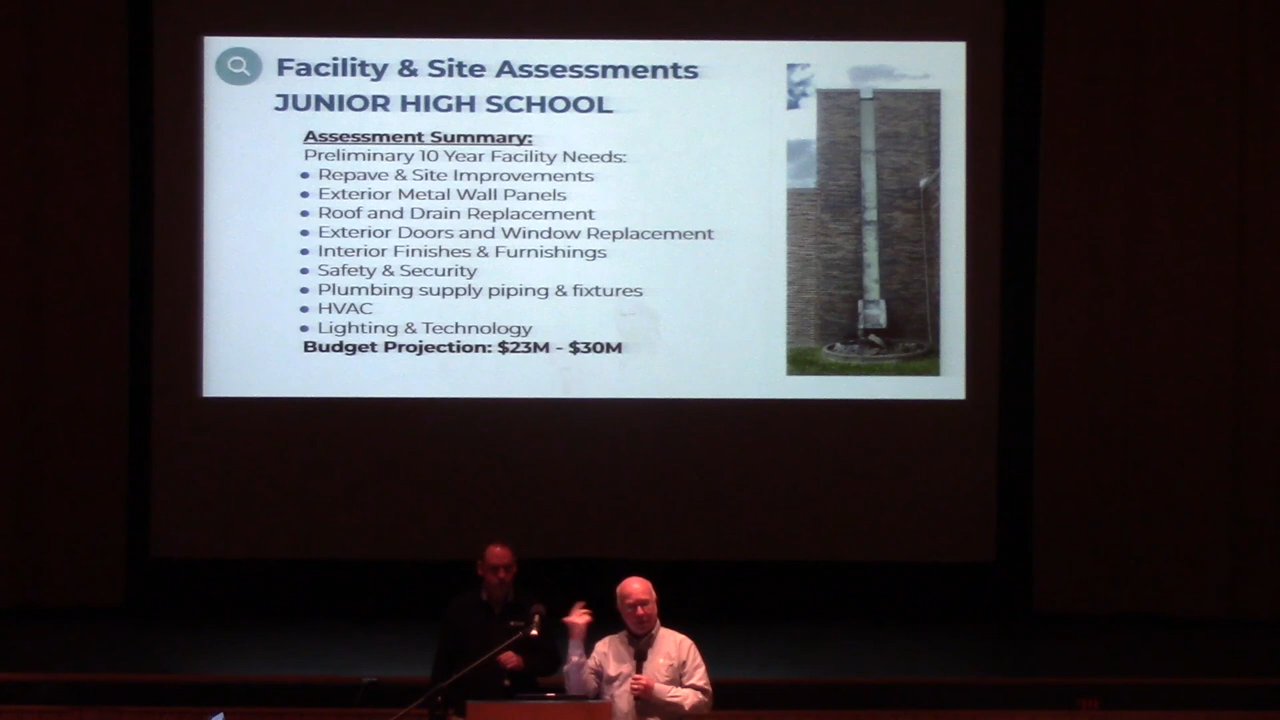 Facility & Site Assessments
JUNIOR HIGH SCHOOL
Assessment Summary:
Preliminary 10 Year Facility Needs:
• Repave & Site Improvements
• Exterior Metal Wall Panels
• Roof and Drain Replacement
• Exterior Doors and Window Replacement
• Interior Finishes & Furnishings
• Safety & Security
• Plumbing supply piping & fixtures
• HVAC
• Lighting & Technology
Budget Projection: $23M - $30M